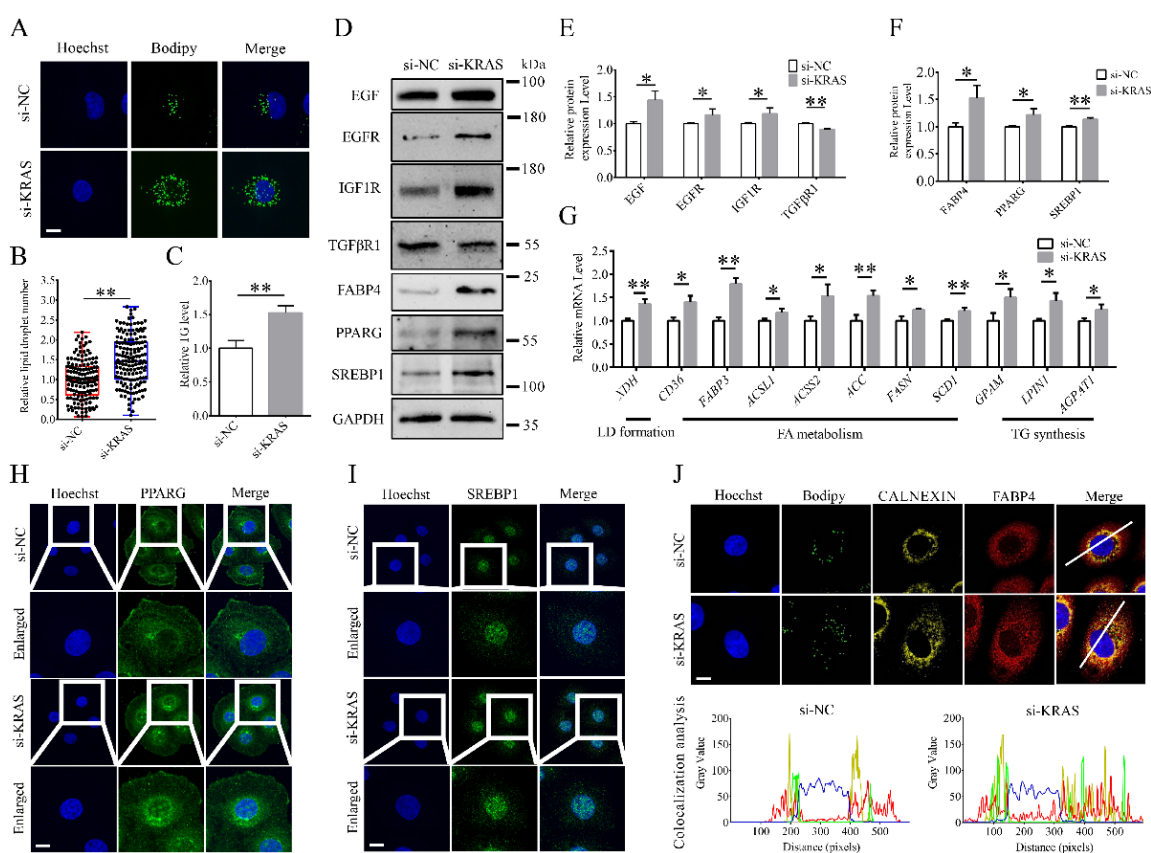 A
Hoechst Bodipy Merge
si-NC
si-KRAS
B
Relative lipid droplet number
3.5
3.0
2.5
2.0
1.5
1.0
0.5
0.0
**
si-NC
si-KRAS
C
Relative TG level
2.0
1.5
1.0
0.5
0.0
**
si-NC
si-KRAS
D
si-NC si-KRAS kDa
EGF
100
180
EGFR
180
IGF1R
TGFβR1
55
25
FABP4
PPARG
55
SREBP1
100
GAPDH
35
E
si-NC
si-KRAS
Relative protein
expression Level
2.0
1.5
1.0
0.5
0.0
* * * **
EGF EGFR IGF1R TGFβR1
F
si-NC
si-KRAS
Relative protein
expression Level
2.0
1.5
1.0
0.5
0.0
* * **
FABP4 PPARG SREBP1
G
si-NC
si-KRAS
Relative mRNA Level
2.5
2.0
1.5
1.0
0.5
0.0
** * ** * * ** * ** * * *
CD36 FABP3 ACSL1 ACSS2 ACC FASN SCD1 GPAM LPIN1 AGPAT1
LD formation FA metabolism TG synthesis
H
Hoechst PPARG Merge
si-NC
Enlarged
si-KRAS
Enlarged
I
Hoechst SREBP1 Merge
si-NC
Enlarged
si-KRAS
Enlarged
J
Hoechst Bodipy CALNEXIN FABP4 Merge
si-NC
si-KRAS
Colocalization analysis
si-NC
Gray Value
200
150
100
50
0
100 200 300 400 500
Distance (pixels)
si-KRAS
Gray Value
200
150
100
50
0
100 200 300 400 500
Distance (pixels)